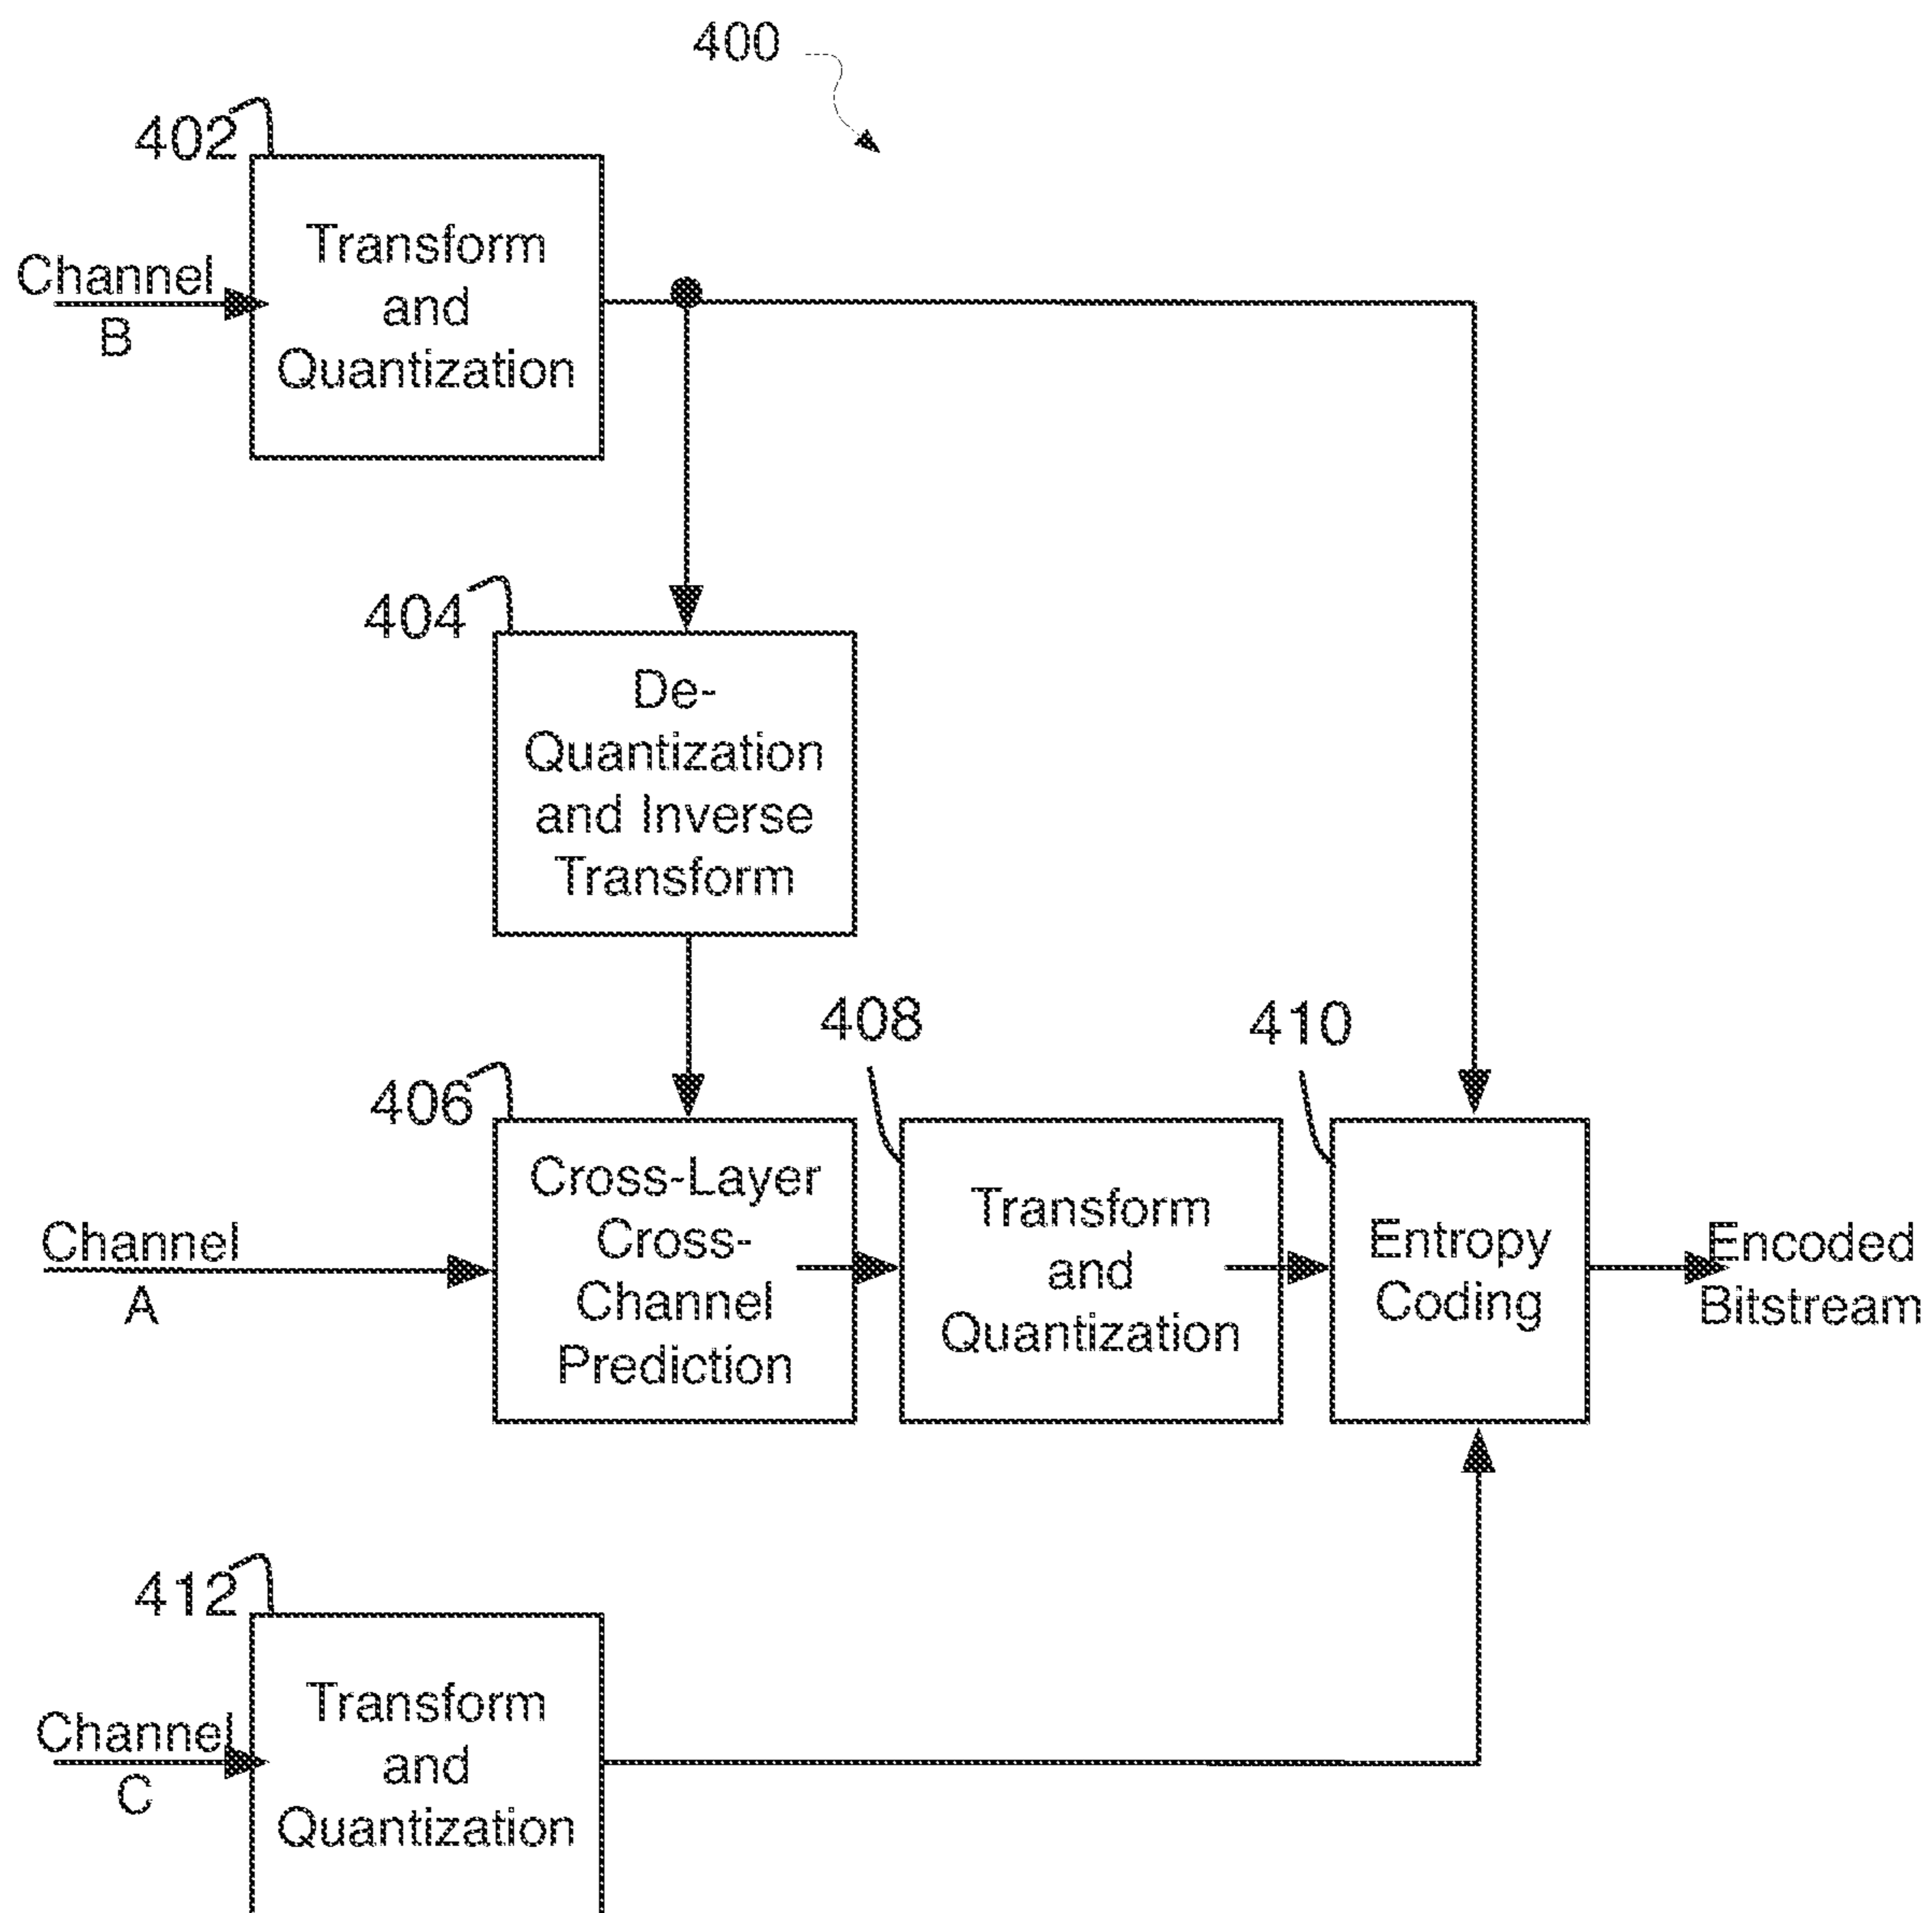 400
402
Transform
and
Quantization
Channel
B
404
De-
Quantization
and Inverse
Transform
406
408
410
Cross-Layer
Cross-
Channel
Prediction
Transform
and
Quantization
Entropy
Coding
Channel
A
Encoded
Bitstream
412
Transform
and
Quantization
Channel
C